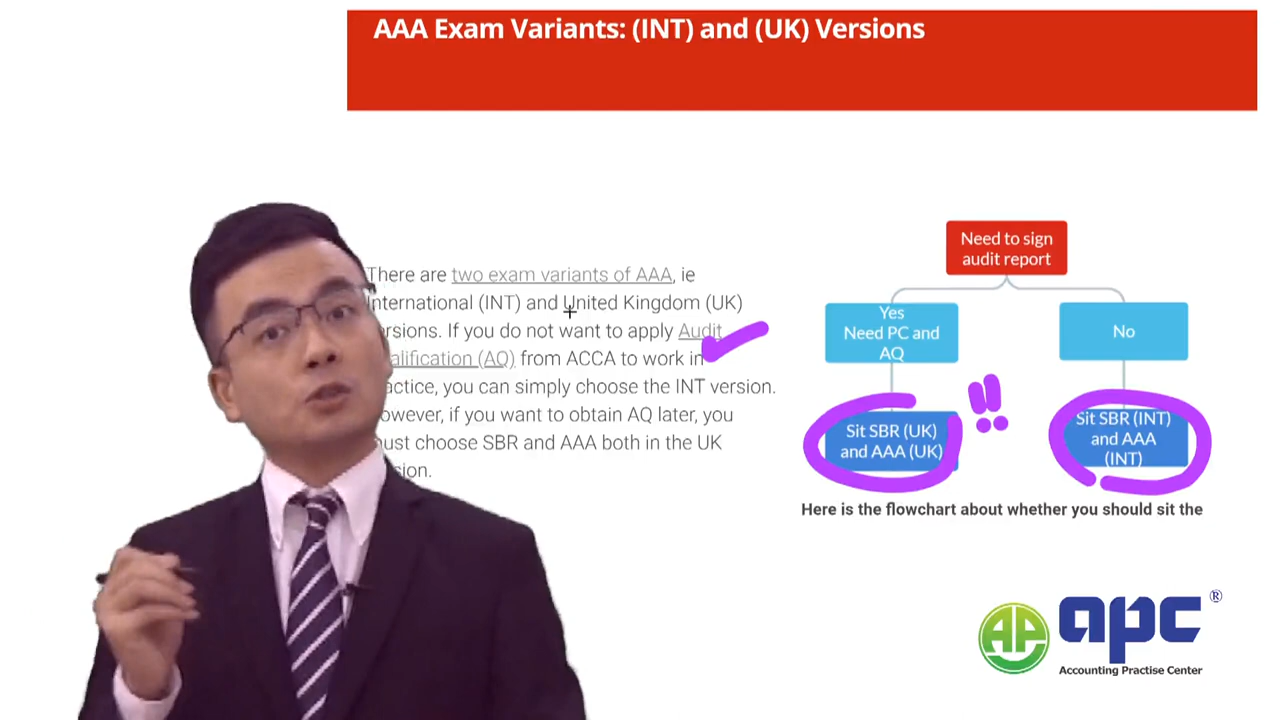 AAA Exam Variants: (INT) and (UK) Versions
There are two exam variants of AAA, ie
International (INT) and United Kingdom (UK)
rsions. If you do not want to apply Audit
alification (AQ) from ACCA to work in
actice, you can simply choose the INT version.
owever, if you want to obtain AQ later, you
ust choose SBR and AAA both in the UK
sion.
Need to sign
audit report
Yes
Need PC and
AQ
No
Sit SBR (UK)
and AAA (UK)
!!
Sit SBR (INT)
and AAA
(INT)
Here is the flowchart about whether you should sit the
AP
apc ®
Accounting Practise Center